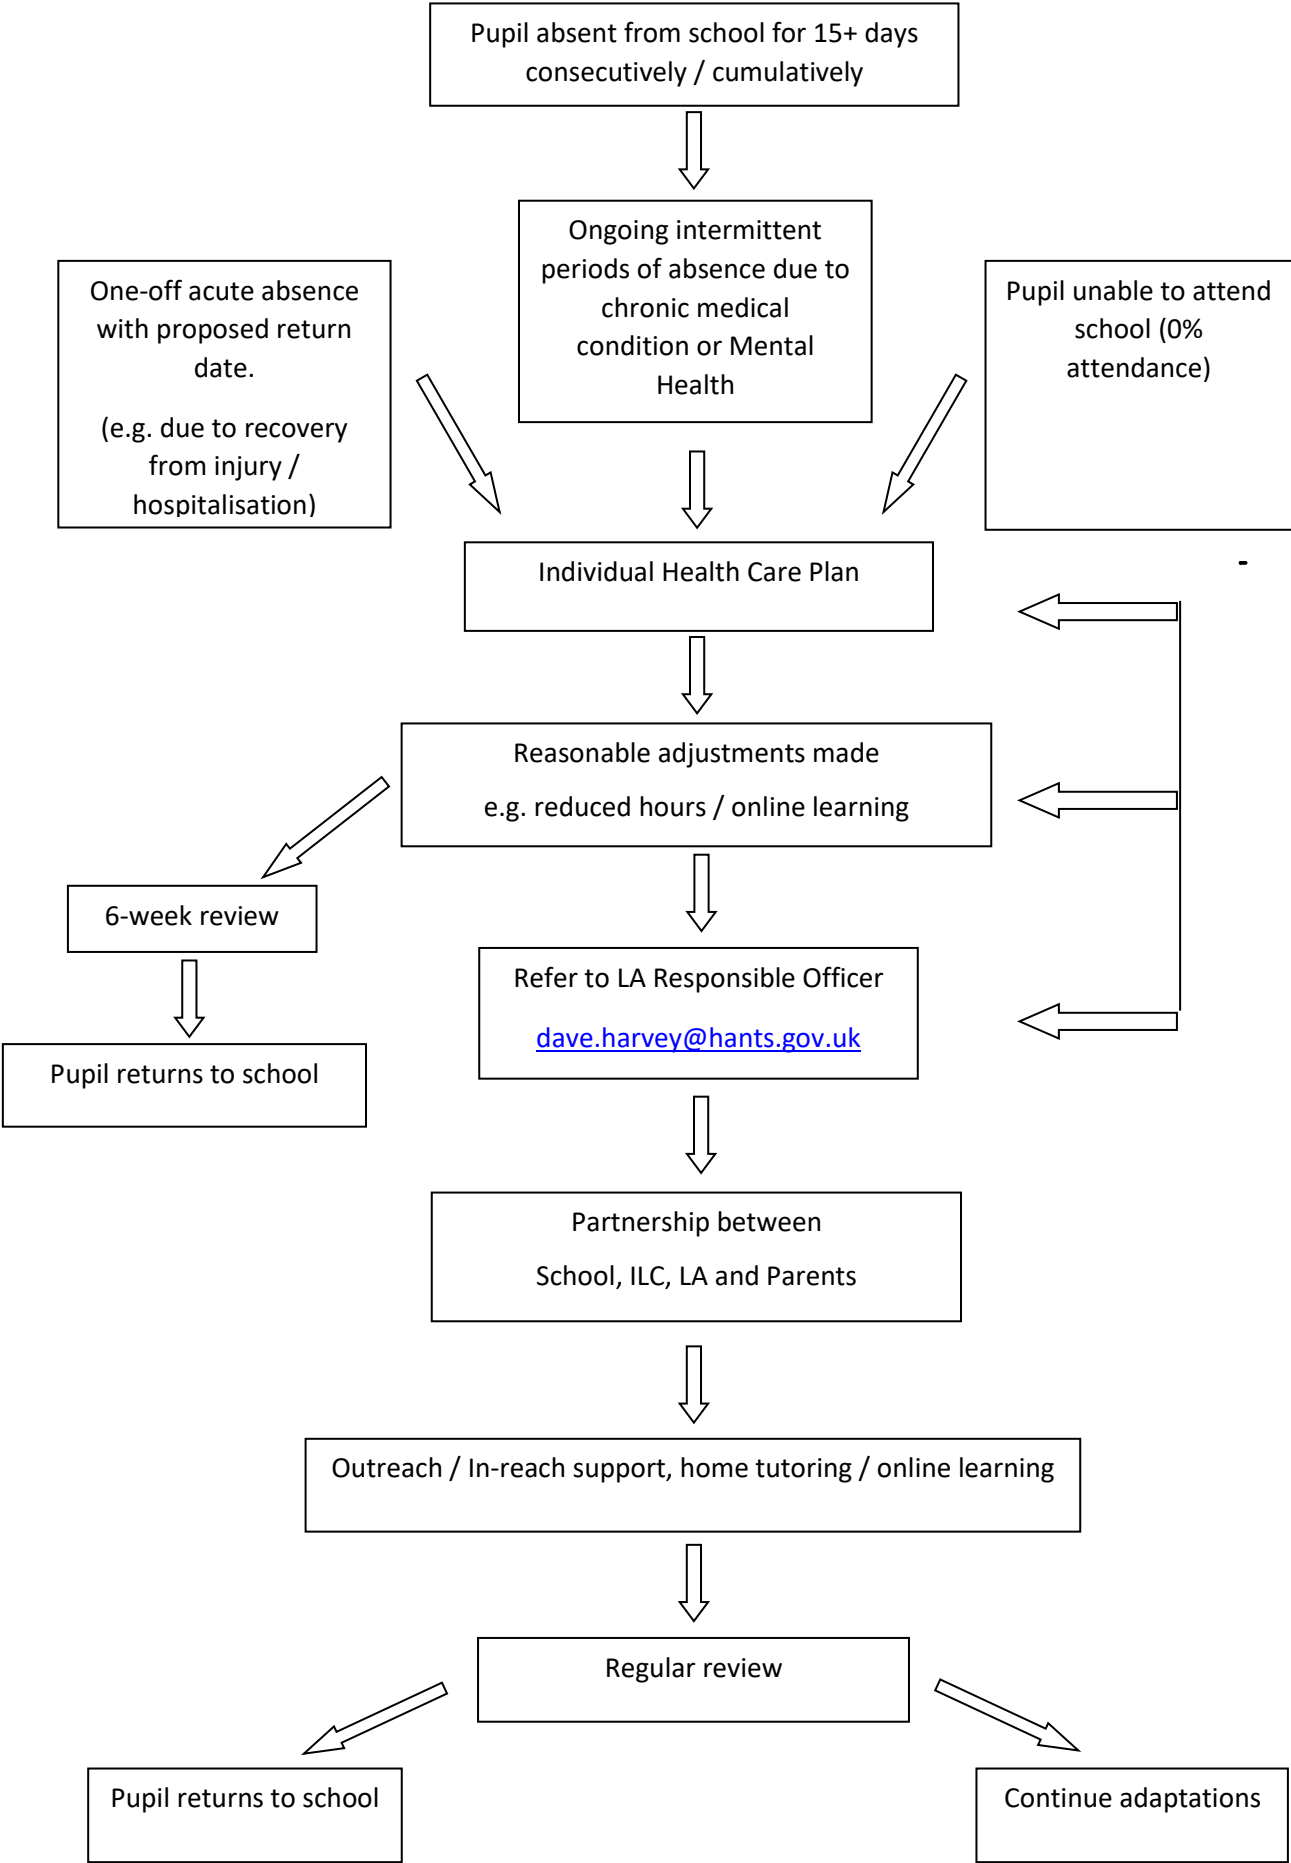 Pupil absent from school for 15+ days
consecutively / cumulatively
One-off acute absence
with proposed return
date.
(e.g. due to recovery
from injury /
hospitalisation)
Ongoing intermittent
periods of absence due to
chronic medical
condition or Mental
Health
Pupil unable to attend
school (0%
attendance)
-
Individual Health Care Plan
Reasonable adjustments made
e.g. reduced hours / online learning
6-week review
Pupil returns to school
Refer to LA Responsible Officer
dave.harvey@hants.gov.uk
Partnership between
School, ILC, LA and Parents
Outreach / In-reach support, home tutoring / online learning
Regular review
Pupil returns to school
Continue adaptations